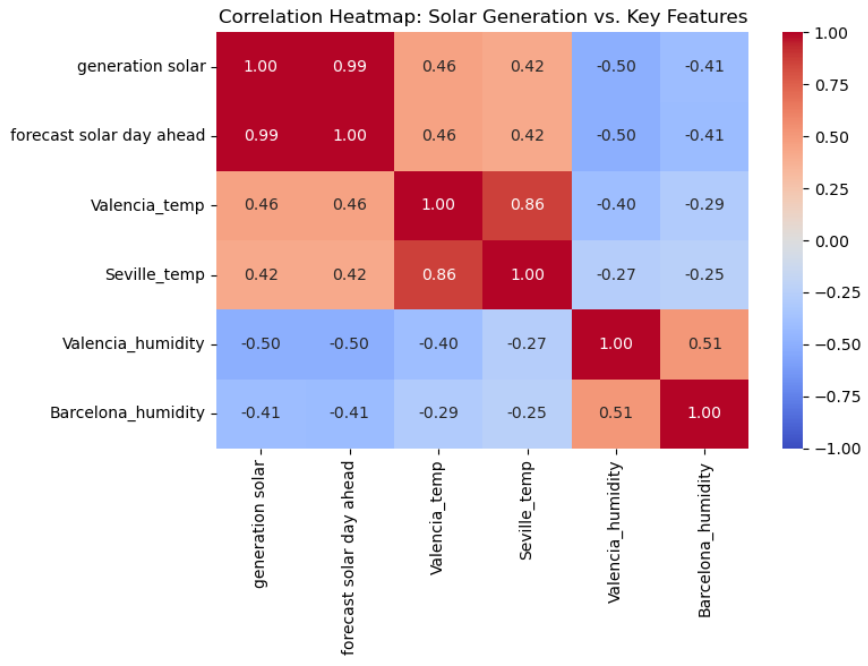 Correlation Heatmap: Solar Generation vs. Key Features
generation solar 1.00 0.99 0.46 0.42 -0.50 -0.41
forecast solar day ahead 0.99 1.00 0.46 0.42 -0.50 -0.41
Valencia_temp 0.46 0.46 1.00 0.86 -0.40 -0.29
Seville_temp 0.42 0.42 0.86 1.00 -0.27 -0.25
Valencia_humidity -0.50 -0.50 -0.40 -0.27 1.00 0.51
Barcelona_humidity -0.41 -0.41 -0.29 -0.25 0.51 1.00
generation solar
forecast solar day ahead
Valencia_temp
Seville_temp
Valencia_humidity
Barcelona_humidity
1.00
0.75
0.50
0.25
0.00
−0.25
−0.50
−0.75
−1.00